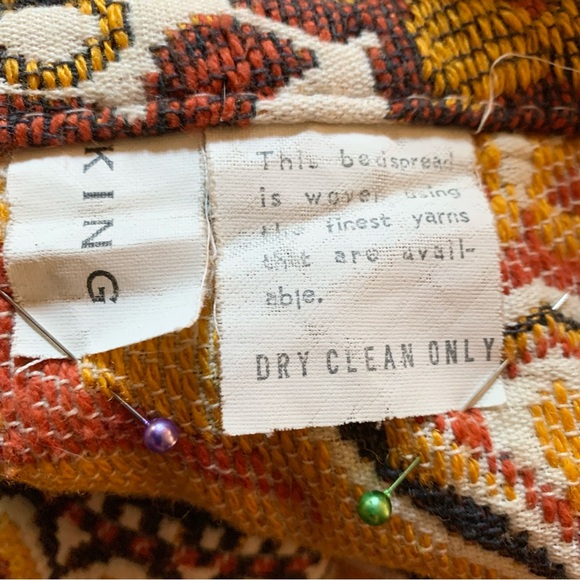 KING
This bedspread
is woven using
the finest yarns
that are avail-
able.
DRY CLEAN ONLY